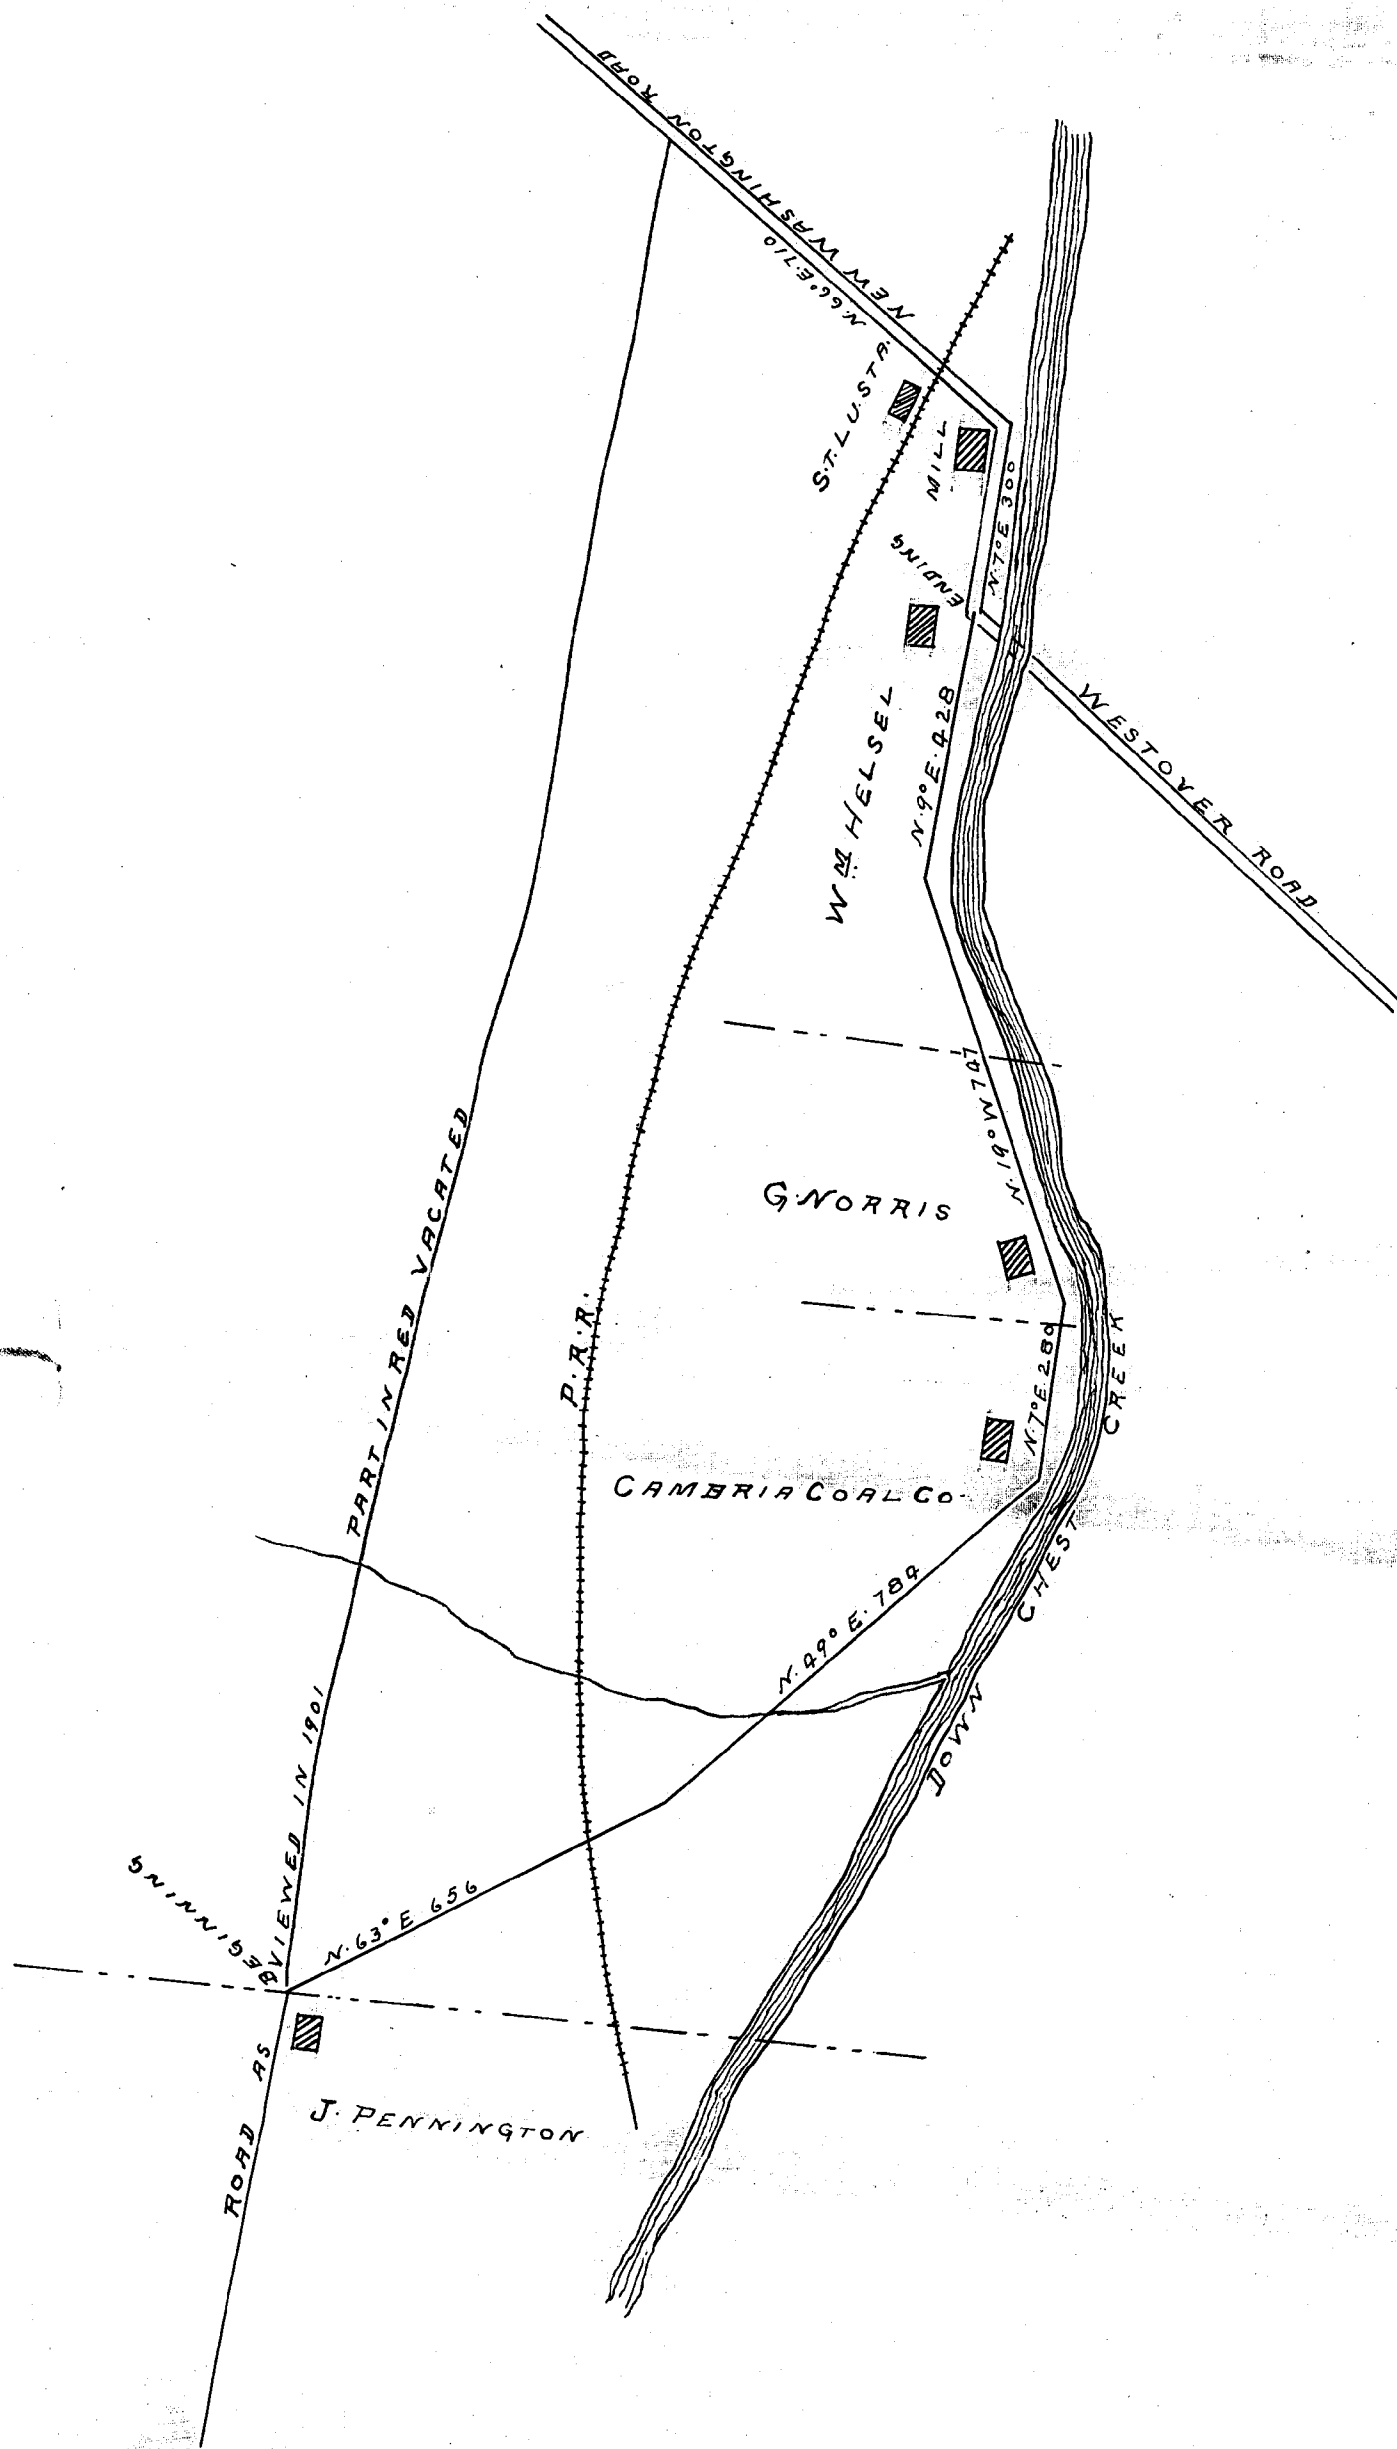 NEW WASHINGTON ROAD
N. 66° E. 710
S.T. LUSTR.
MILL
N. 7° E 300
ENDING
WESTOVER ROAD
WM HELSEL
N. 9° E. 428
N. 19° W 747
G. NORRIS
P. R. R.
N. 7° E 280
CAMBRIA COAL CO.
N. 49° E. 784
DOWN CHEST CREEK
ROAD AS VIEWED IN 1901 PART IN RED VACATED
BEGINNING
N. 63° E 656
J. PENNINGTON